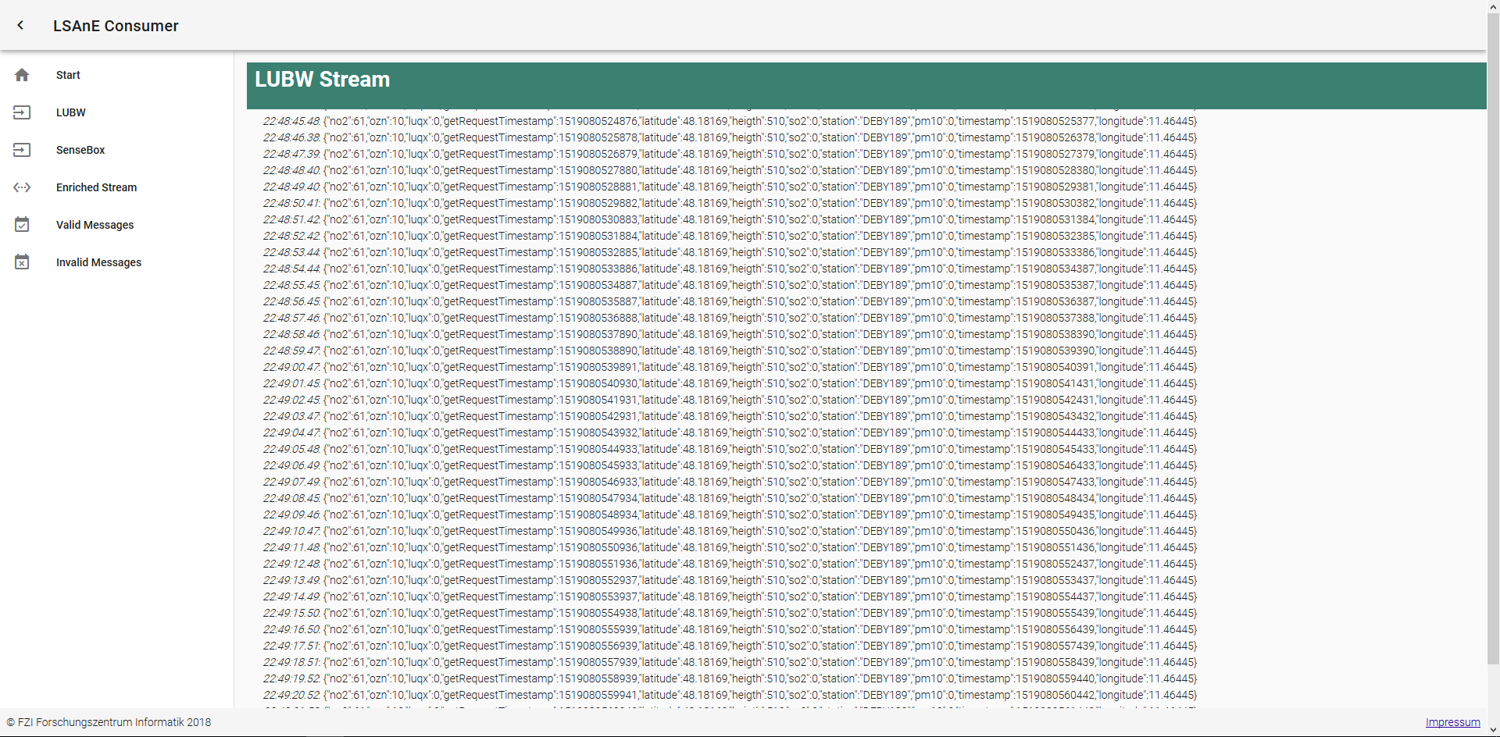 LSAnE Consumer
Start
LUBW
SenseBox
Enriched Stream
Valid Messages
Invalid Messages
LUBW Stream
22:48:45.48: {"no2":61,"ozn":10,"luqx":0,"getRequestTimestamp":1519080524876,"latitude":48.18169,"heigth":510,"so2":0,"station":"DEBY189","pm10":0,"timestamp":1519080525377,"longitude":11.46445}
22:48:46.38: {"no2":61,"ozn":10,"luqx":0,"getRequestTimestamp":1519080525878,"latitude":48.18169,"heigth":510,"so2":0,"station":"DEBY189","pm10":0,"timestamp":1519080526378,"longitude":11.46445}
22:48:47.39: {"no2":61,"ozn":10,"luqx":0,"getRequestTimestamp":1519080526879,"latitude":48.18169,"heigth":510,"so2":0,"station":"DEBY189","pm10":0,"timestamp":1519080527379,"longitude":11.46445}
22:48:48.40: {"no2":61,"ozn":10,"luqx":0,"getRequestTimestamp":1519080527880,"latitude":48.18169,"heigth":510,"so2":0,"station":"DEBY189","pm10":0,"timestamp":1519080528380,"longitude":11.46445}
22:48:49.40: {"no2":61,"ozn":10,"luqx":0,"getRequestTimestamp":1519080528881,"latitude":48.18169,"heigth":510,"so2":0,"station":"DEBY189","pm10":0,"timestamp":1519080529381,"longitude":11.46445}
22:48:50.41: {"no2":61,"ozn":10,"luqx":0,"getRequestTimestamp":1519080529882,"latitude":48.18169,"heigth":510,"so2":0,"station":"DEBY189","pm10":0,"timestamp":1519080530382,"longitude":11.46445}
22:48:51.42: {"no2":61,"ozn":10,"luqx":0,"getRequestTimestamp":1519080530883,"latitude":48.18169,"heigth":510,"so2":0,"station":"DEBY189","pm10":0,"timestamp":1519080531384,"longitude":11.46445}
22:48:52.42: {"no2":61,"ozn":10,"luqx":0,"getRequestTimestamp":1519080531884,"latitude":48.18169,"heigth":510,"so2":0,"station":"DEBY189","pm10":0,"timestamp":1519080532385,"longitude":11.46445}
22:48:53.44: {"no2":61,"ozn":10,"luqx":0,"getRequestTimestamp":1519080532885,"latitude":48.18169,"heigth":510,"so2":0,"station":"DEBY189","pm10":0,"timestamp":1519080533386,"longitude":11.46445}
22:48:54.44: {"no2":61,"ozn":10,"luqx":0,"getRequestTimestamp":1519080533886,"latitude":48.18169,"heigth":510,"so2":0,"station":"DEBY189","pm10":0,"timestamp":1519080534387,"longitude":11.46445}
22:48:55.45: {"no2":61,"ozn":10,"luqx":0,"getRequestTimestamp":1519080534887,"latitude":48.18169,"heigth":510,"so2":0,"station":"DEBY189","pm10":0,"timestamp":1519080535387,"longitude":11.46445}
22:48:56.45: {"no2":61,"ozn":10,"luqx":0,"getRequestTimestamp":1519080535887,"latitude":48.18169,"heigth":510,"so2":0,"station":"DEBY189","pm10":0,"timestamp":1519080536387,"longitude":11.46445}
22:48:57.46: {"no2":61,"ozn":10,"luqx":0,"getRequestTimestamp":1519080536888,"latitude":48.18169,"heigth":510,"so2":0,"station":"DEBY189","pm10":0,"timestamp":1519080537388,"longitude":11.46445}
22:48:58.46: {"no2":61,"ozn":10,"luqx":0,"getRequestTimestamp":1519080537890,"latitude":48.18169,"heigth":510,"so2":0,"station":"DEBY189","pm10":0,"timestamp":1519080538390,"longitude":11.46445}
22:48:59.47: {"no2":61,"ozn":10,"luqx":0,"getRequestTimestamp":1519080538890,"latitude":48.18169,"heigth":510,"so2":0,"station":"DEBY189","pm10":0,"timestamp":1519080539390,"longitude":11.46445}
22:49:00.47: {"no2":61,"ozn":10,"luqx":0,"getRequestTimestamp":1519080539891,"latitude":48.18169,"heigth":510,"so2":0,"station":"DEBY189","pm10":0,"timestamp":1519080540391,"longitude":11.46445}
22:49:01.45: {"no2":61,"ozn":10,"luqx":0,"getRequestTimestamp":1519080540930,"latitude":48.18169,"heigth":510,"so2":0,"station":"DEBY189","pm10":0,"timestamp":1519080541431,"longitude":11.46445}
22:49:02.45: {"no2":61,"ozn":10,"luqx":0,"getRequestTimestamp":1519080541931,"latitude":48.18169,"heigth":510,"so2":0,"station":"DEBY189","pm10":0,"timestamp":1519080542431,"longitude":11.46445}
22:49:03.47: {"no2":61,"ozn":10,"luqx":0,"getRequestTimestamp":1519080542931,"latitude":48.18169,"heigth":510,"so2":0,"station":"DEBY189","pm10":0,"timestamp":1519080543432,"longitude":11.46445}
22:49:04.47: {"no2":61,"ozn":10,"luqx":0,"getRequestTimestamp":1519080543932,"latitude":48.18169,"heigth":510,"so2":0,"station":"DEBY189","pm10":0,"timestamp":1519080544433,"longitude":11.46445}
22:49:05.48: {"no2":61,"ozn":10,"luqx":0,"getRequestTimestamp":1519080544933,"latitude":48.18169,"heigth":510,"so2":0,"station":"DEBY189","pm10":0,"timestamp":1519080545433,"longitude":11.46445}
22:49:06.49: {"no2":61,"ozn":10,"luqx":0,"getRequestTimestamp":1519080545933,"latitude":48.18169,"heigth":510,"so2":0,"station":"DEBY189","pm10":0,"timestamp":1519080546433,"longitude":11.46445}
22:49:07.49: {"no2":61,"ozn":10,"luqx":0,"getRequestTimestamp":1519080546933,"latitude":48.18169,"heigth":510,"so2":0,"station":"DEBY189","pm10":0,"timestamp":1519080547433,"longitude":11.46445}
22:49:08.45: {"no2":61,"ozn":10,"luqx":0,"getRequestTimestamp":1519080547934,"latitude":48.18169,"heigth":510,"so2":0,"station":"DEBY189","pm10":0,"timestamp":1519080548434,"longitude":11.46445}
22:49:09.46: {"no2":61,"ozn":10,"luqx":0,"getRequestTimestamp":1519080548934,"latitude":48.18169,"heigth":510,"so2":0,"station":"DEBY189","pm10":0,"timestamp":1519080549435,"longitude":11.46445}
22:49:10.47: {"no2":61,"ozn":10,"luqx":0,"getRequestTimestamp":1519080549936,"latitude":48.18169,"heigth":510,"so2":0,"station":"DEBY189","pm10":0,"timestamp":1519080550436,"longitude":11.46445}
22:49:11.48: {"no2":61,"ozn":10,"luqx":0,"getRequestTimestamp":1519080550936,"latitude":48.18169,"heigth":510,"so2":0,"station":"DEBY189","pm10":0,"timestamp":1519080551436,"longitude":11.46445}
22:49:12.48: {"no2":61,"ozn":10,"luqx":0,"getRequestTimestamp":1519080551936,"latitude":48.18169,"heigth":510,"so2":0,"station":"DEBY189","pm10":0,"timestamp":1519080552437,"longitude":11.46445}
22:49:13.49: {"no2":61,"ozn":10,"luqx":0,"getRequestTimestamp":1519080552937,"latitude":48.18169,"heigth":510,"so2":0,"station":"DEBY189","pm10":0,"timestamp":1519080553437,"longitude":11.46445}
22:49:14.49: {"no2":61,"ozn":10,"luqx":0,"getRequestTimestamp":1519080553937,"latitude":48.18169,"heigth":510,"so2":0,"station":"DEBY189","pm10":0,"timestamp":1519080554437,"longitude":11.46445}
22:49:15.50: {"no2":61,"ozn":10,"luqx":0,"getRequestTimestamp":1519080554938,"latitude":48.18169,"heigth":510,"so2":0,"station":"DEBY189","pm10":0,"timestamp":1519080555439,"longitude":11.46445}
22:49:16.50: {"no2":61,"ozn":10,"luqx":0,"getRequestTimestamp":1519080555939,"latitude":48.18169,"heigth":510,"so2":0,"station":"DEBY189","pm10":0,"timestamp":1519080556439,"longitude":11.46445}
22:49:17.51: {"no2":61,"ozn":10,"luqx":0,"getRequestTimestamp":1519080556939,"latitude":48.18169,"heigth":510,"so2":0,"station":"DEBY189","pm10":0,"timestamp":1519080557439,"longitude":11.46445}
22:49:18.51: {"no2":61,"ozn":10,"luqx":0,"getRequestTimestamp":1519080557939,"latitude":48.18169,"heigth":510,"so2":0,"station":"DEBY189","pm10":0,"timestamp":1519080558439,"longitude":11.46445}
22:49:19.52: {"no2":61,"ozn":10,"luqx":0,"getRequestTimestamp":1519080558939,"latitude":48.18169,"heigth":510,"so2":0,"station":"DEBY189","pm10":0,"timestamp":1519080559440,"longitude":11.46445}
22:49:20.52: {"no2":61,"ozn":10,"luqx":0,"getRequestTimestamp":1519080559941,"latitude":48.18169,"heigth":510,"so2":0,"station":"DEBY189","pm10":0,"timestamp":1519080560442,"longitude":11.46445}
© FZI Forschungszentrum Informatik 2018
Impressum